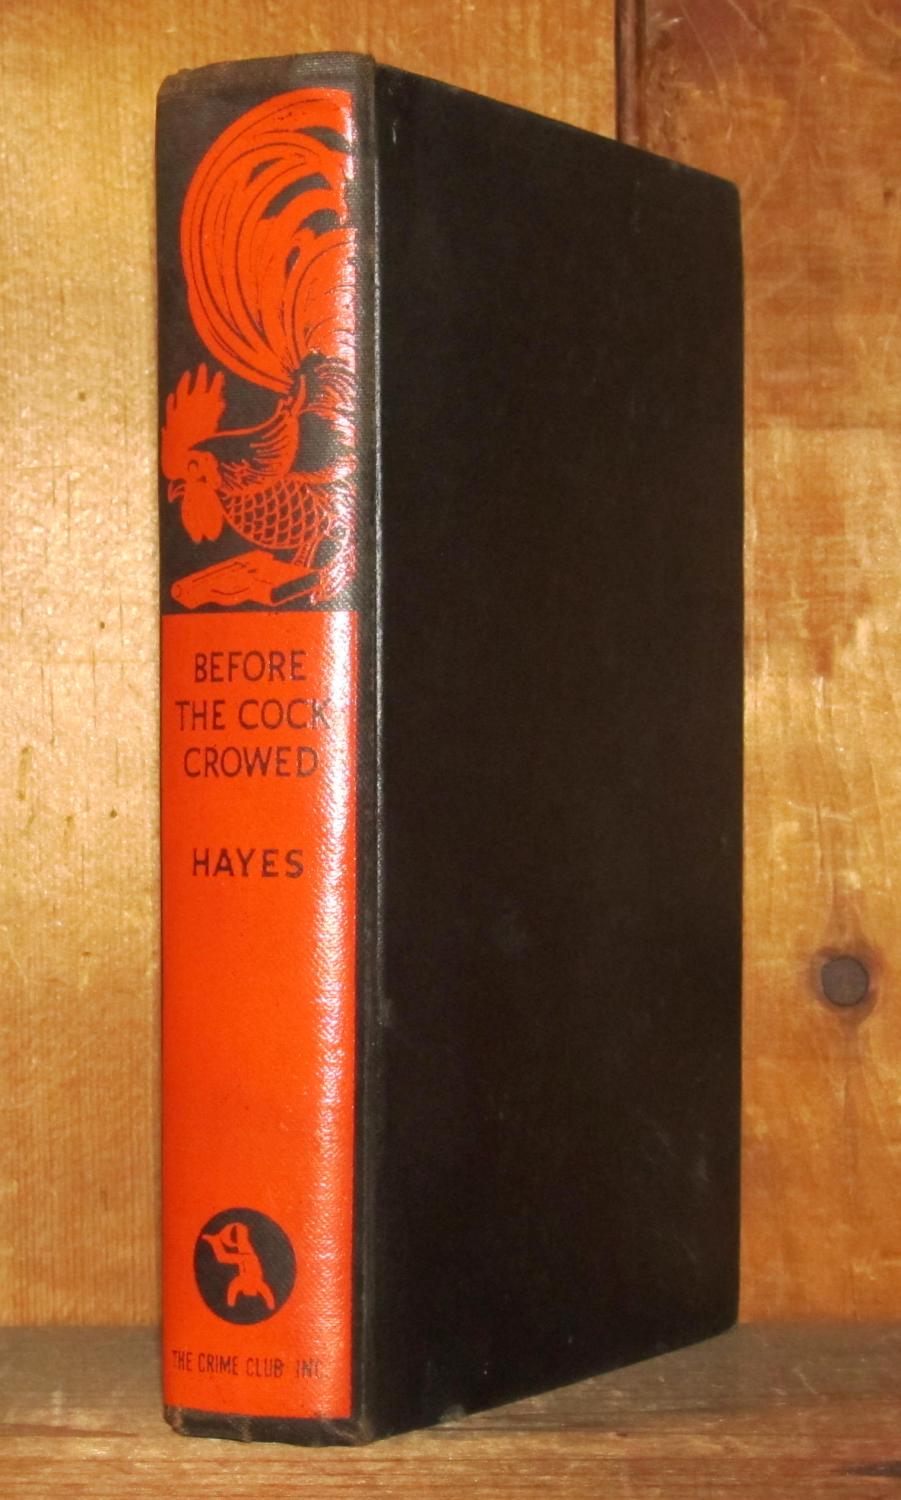 BEFORE
THE COCK
CROWED
HAYES
THE CRIME CLUB INC.